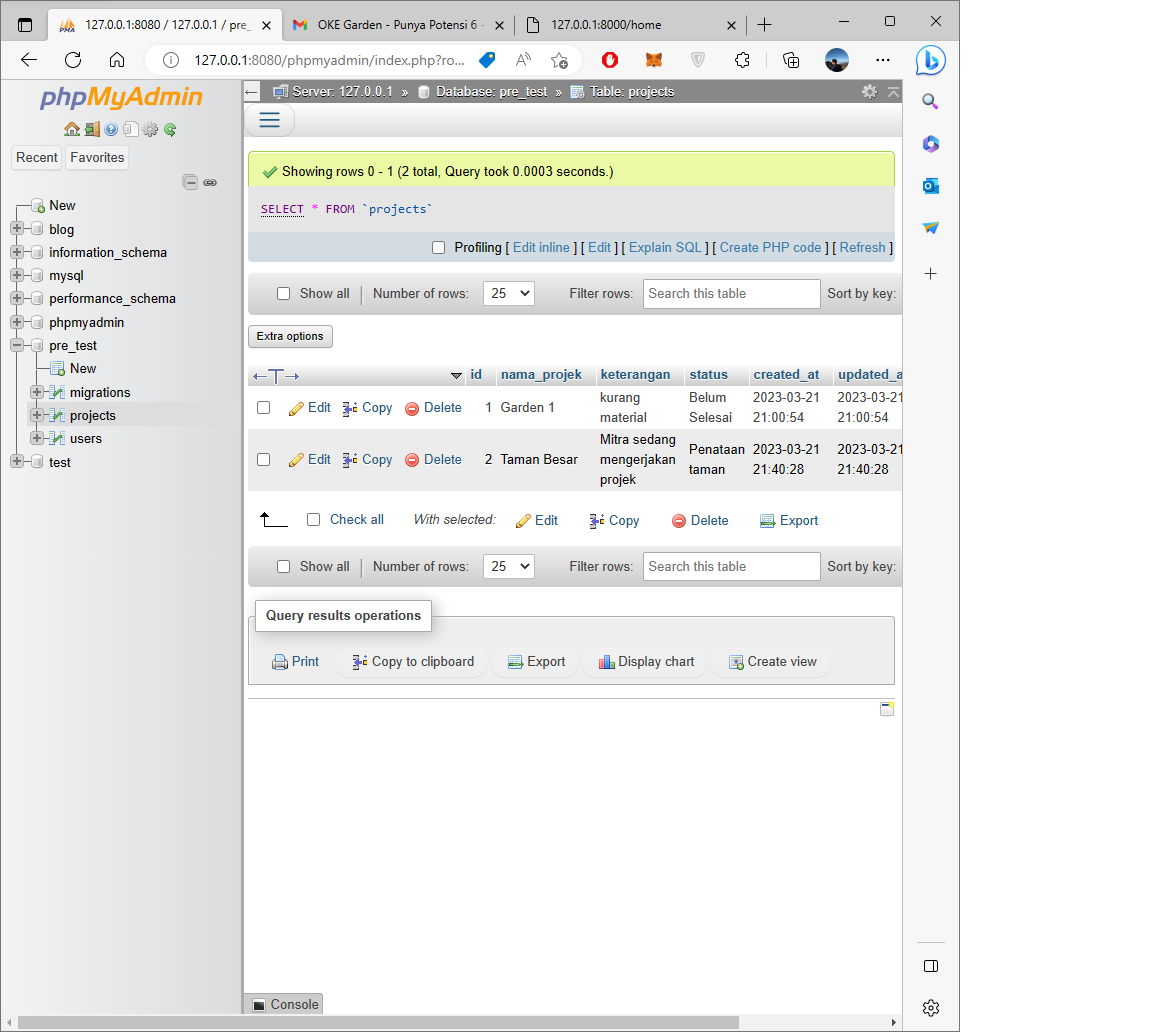 127.0.0.1:8080 / 127.0.0.1 / pre_
OKE Garden - Punya Potensi 6 -
127.0.0.1:8000/home
127.0.0.1:8080/phpmyadmin/index.php?ro...
phpMyAdmin
Recent
Favorites
New
blog
information_schema
mysql
performance_schema
phpmyadmin
pre_test
New
migrations
projects
users
test
Server: 127.0.0.1 » Database: pre_test » Table: projects
Showing rows 0 - 1 (2 total, Query took 0.0003 seconds.)
SELECT * FROM `projects`
Profiling [ Edit inline ] [ Edit ] [ Explain SQL ] [ Create PHP code ] [ Refresh ]
Show all Number of rows: 25 Filter rows: Search this table Sort by key:
Extra options
id nama_projek keterangan status created_at updated_a
Edit Copy Delete 1 Garden 1 kurang material Belum Selesai 2023-03-21 21:00:54 2023-03-21 21:00:54
Edit Copy Delete 2 Taman Besar Mitra sedang mengerjakan projek Penataan taman 2023-03-21 21:40:28 2023-03-21 21:40:28
Check all With selected: Edit Copy Delete Export
Show all Number of rows: 25 Filter rows: Search this table Sort by key:
Query results operations
Print Copy to clipboard Export Display chart Create view
Console